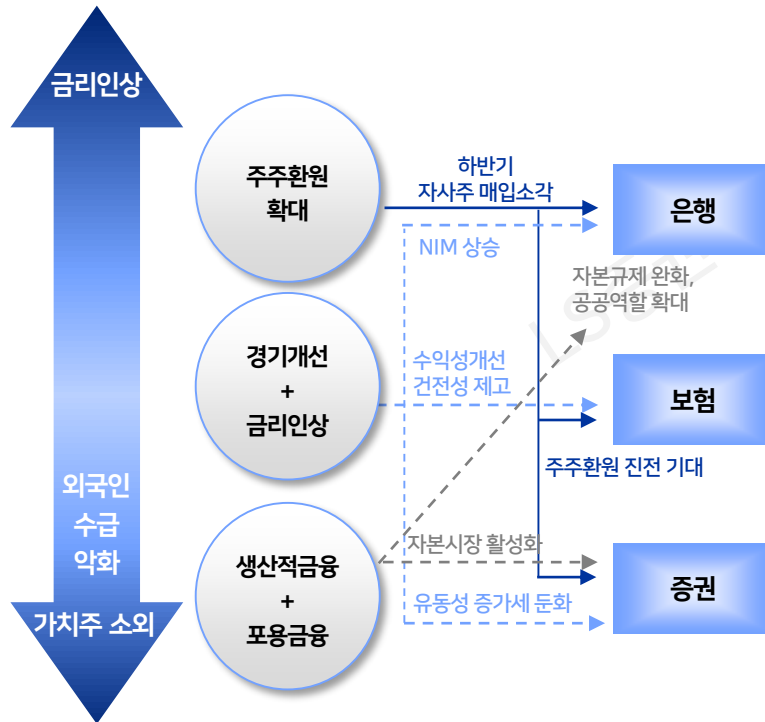 금리인상
외국인
수급
악화
가치주 소외
주주환원
확대
경기개선
+
금리인상
생산적금융
+
포용금융
하반기
자사주 매입소각
NIM 상승
자본규제 완화,
공공역할 확대
수익성개선
건전성 제고
주주환원 진전 기대
자본시장 활성화
유동성 증가세 둔화
은행
보험
증권